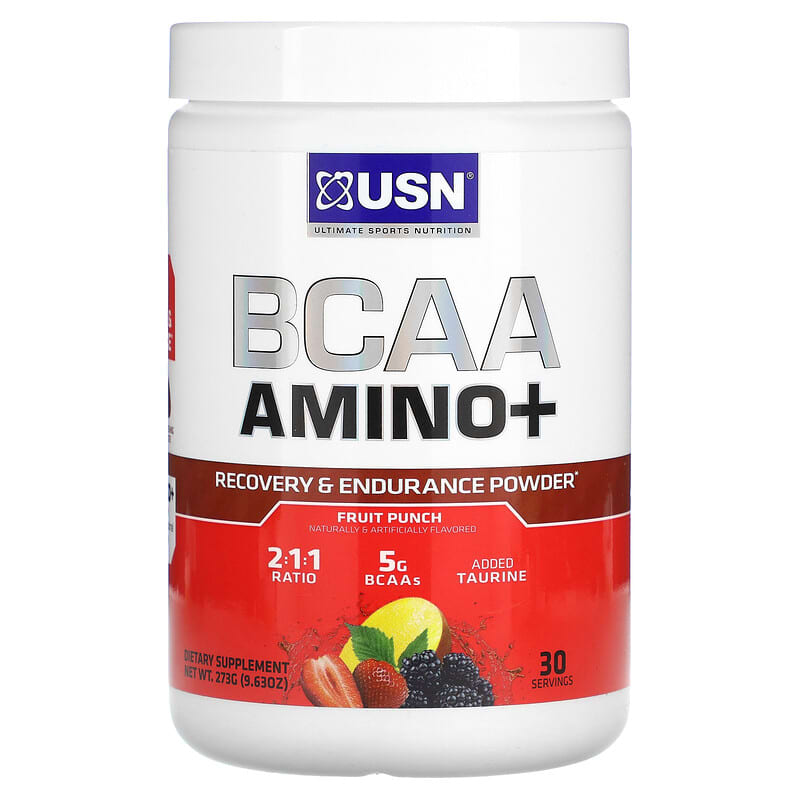 USN®
ULTIMATE SPORTS NUTRITION
BCAA
AMINO+
RECOVERY & ENDURANCE POWDER*
FRUIT PUNCH
NATURALLY & ARTIFICIALLY FLAVORED
2:1:1
RATIO
5G
BCAAs
ADDED
TAURINE
DIETARY SUPPLEMENT
NET WT. 273G (9.63OZ)
30
SERVINGS